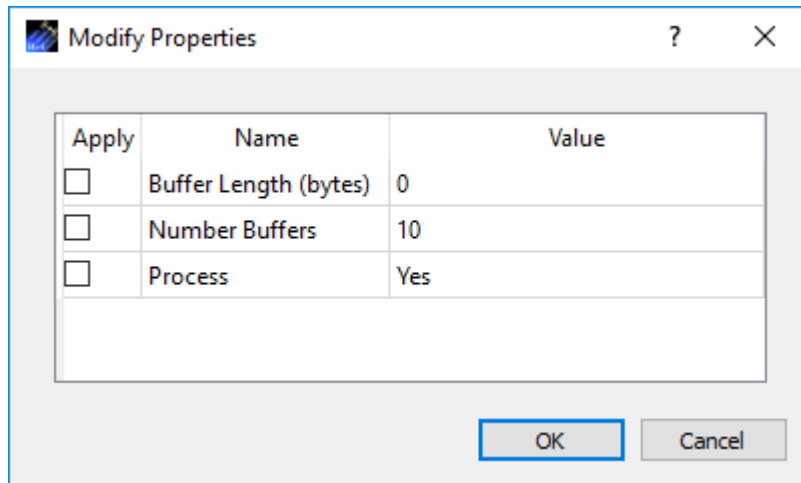 Modify Properties ?
Apply Name Value
Buffer Length (bytes) 0
Number Buffers 10
Process Yes
OK Cancel